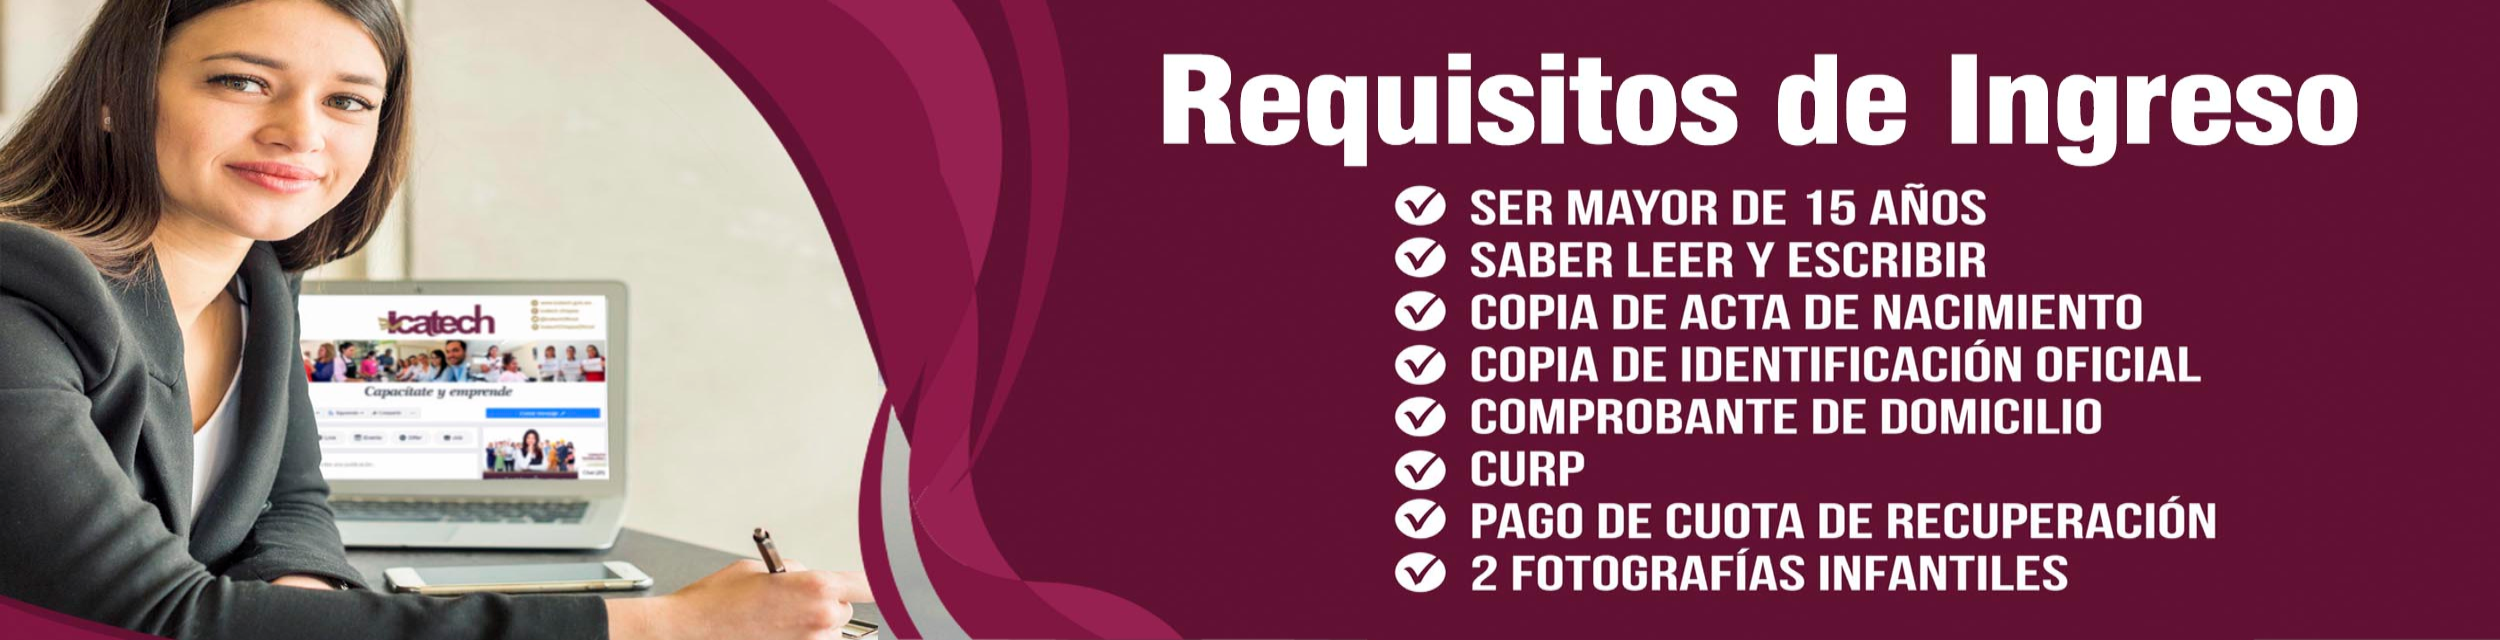 Requisitos de Ingreso
SER MAYOR DE 15 AÑOS
SABER LEER Y ESCRIBIR
COPIA DE ACTA DE NACIMIENTO
COPIA DE IDENTIFICACIÓN OFICIAL
COMPROBANTE DE DOMICILIO
CURP
PAGO DE CUOTA DE RECUPERACIÓN
2 FOTOGRAFÍAS INFANTILES
Icatech
Capacítate y emprende